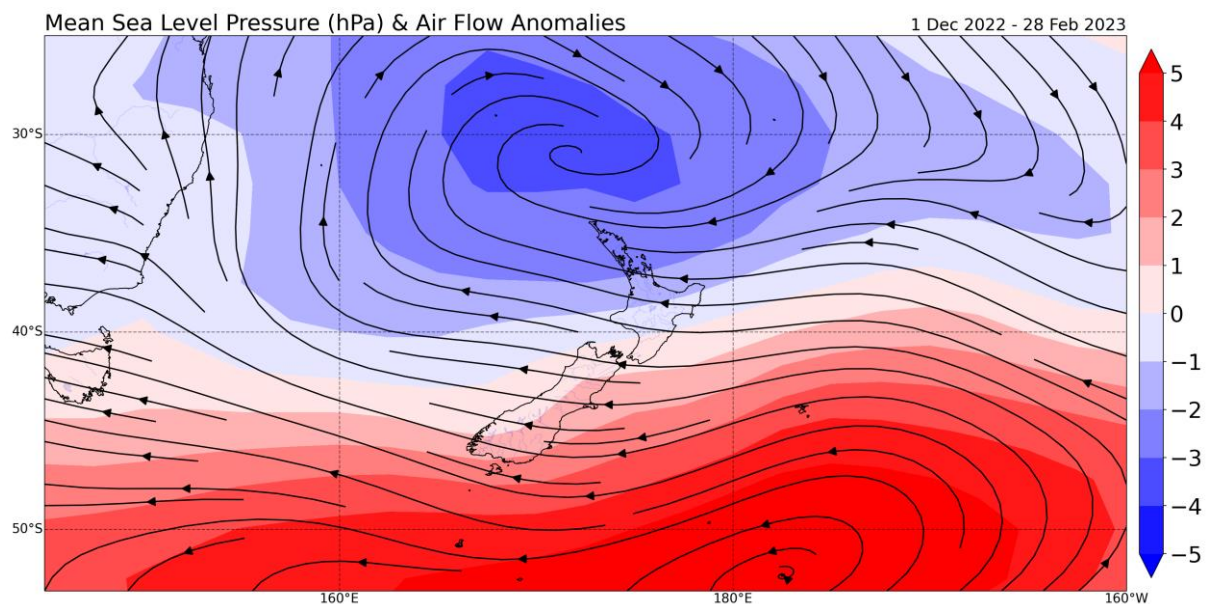 Mean Sea Level Pressure (hPa) & Air Flow Anomalies
1 Dec 2022 - 28 Feb 2023
30°S
40°S
50°S
160°E
180°E
160°W
5
4
3
2
1
0
−1
−2
−3
−4
−5